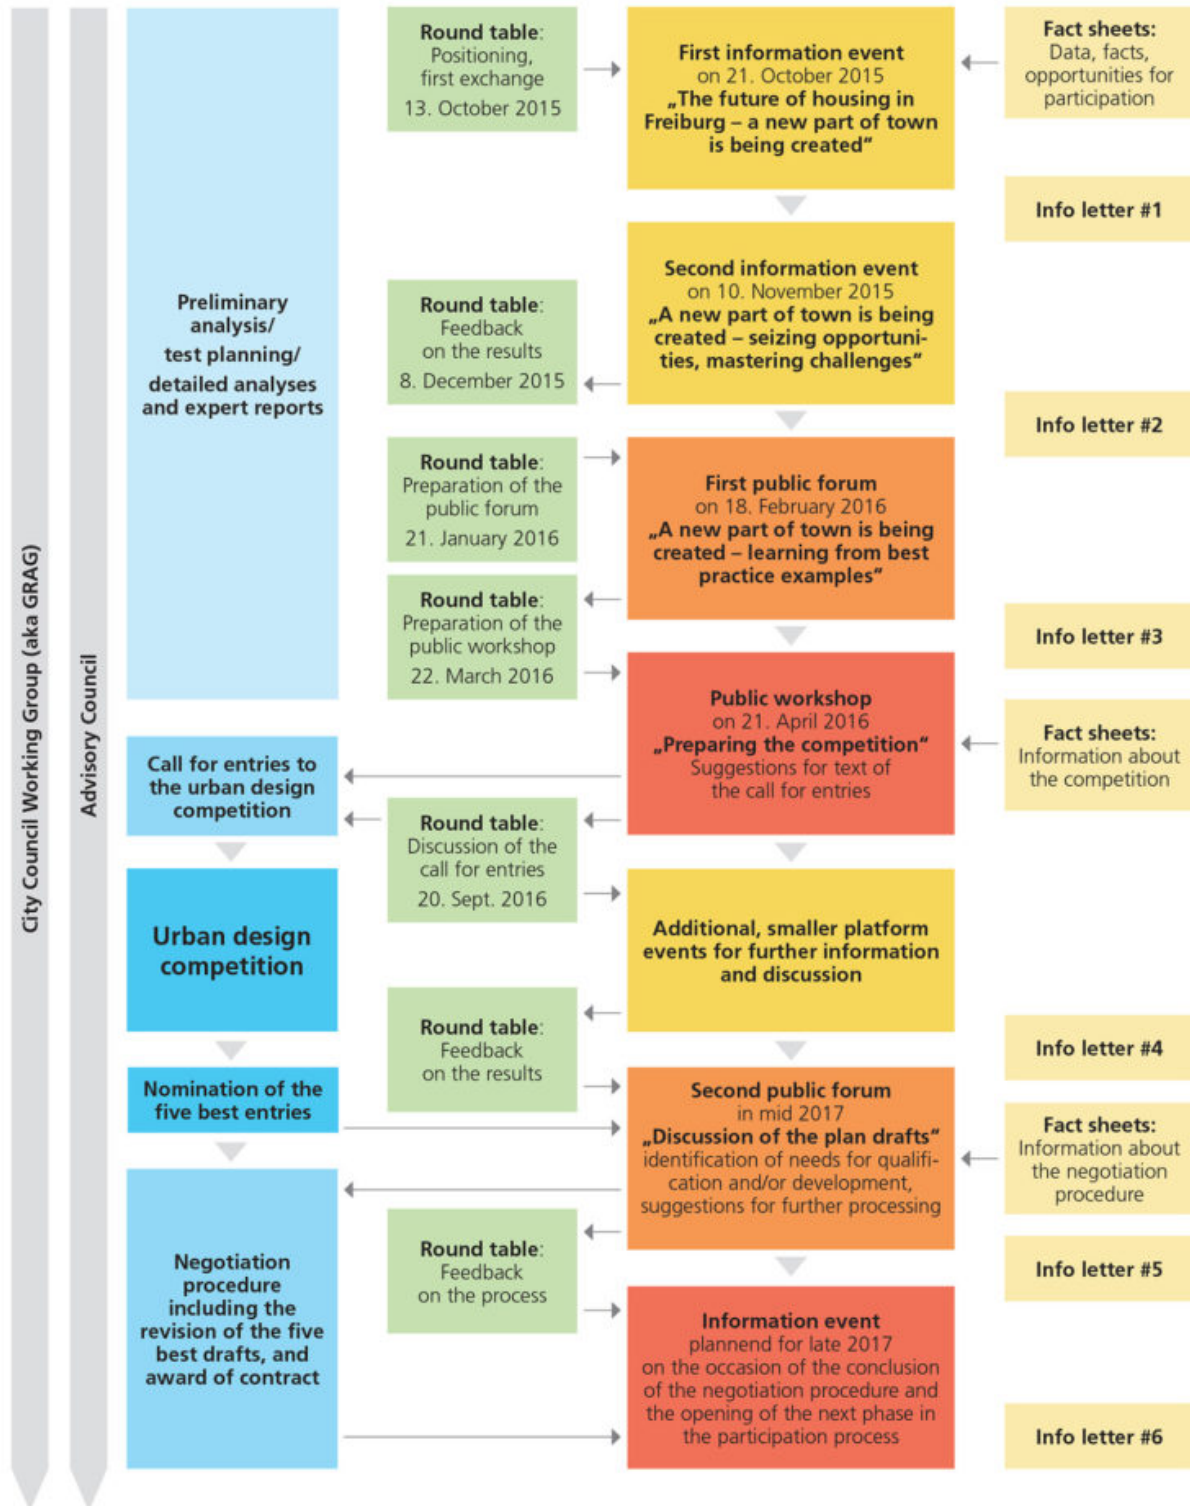 City Council Working Group (aka GRAG)
Advisory Council
Preliminary
analysis/
test planning/
detailed analyses
and expert reports
Call for entries to
the urban design
competition
Urban design
competition
Nomination of the
five best entries
Negotiation
procedure
including the
revision of the five
best drafts, and
award of contract
Round table:
Positioning,
first exchange
13. October 2015
Round table:
Feedback
on the results
8. December 2015
Round table:
Preparation of the
public forum
21. January 2016
Round table:
Preparation of the
public workshop
22. March 2016
Round table:
Discussion of the
call for entries
20. Sept. 2016
Round table:
Feedback
on the results
Round table:
Feedback
on the process
First information event
on 21. October 2015
„The future of housing in
Freiburg – a new part of town
is being created“
Second information event
on 10. November 2015
„A new part of town is being
created – seizing opportuni-
ties, mastering challenges“
First public forum
on 18. February 2016
„A new part of town is being
created – learning from best
practice examples“
Public workshop
on 21. April 2016
„Preparing the competition“
Suggestions for text of
the call for entries
Additional, smaller platform
events for further information
and discussion
Second public forum
in mid 2017
„Discussion of the plan drafts“
identification of needs for qualifi-
cation and/or development,
suggestions for further processing
Information event
plannend for late 2017
on the occasion of the conclusion
of the negotiation procedure and
the opening of the next phase in
the participation process
Fact sheets:
Data, facts,
opportunities for
participation
Info letter #1
Info letter #2
Info letter #3
Fact sheets:
Information about
the competition
Info letter #4
Fact sheets:
Information about
the negotiation
procedure
Info letter #5
Info letter #6